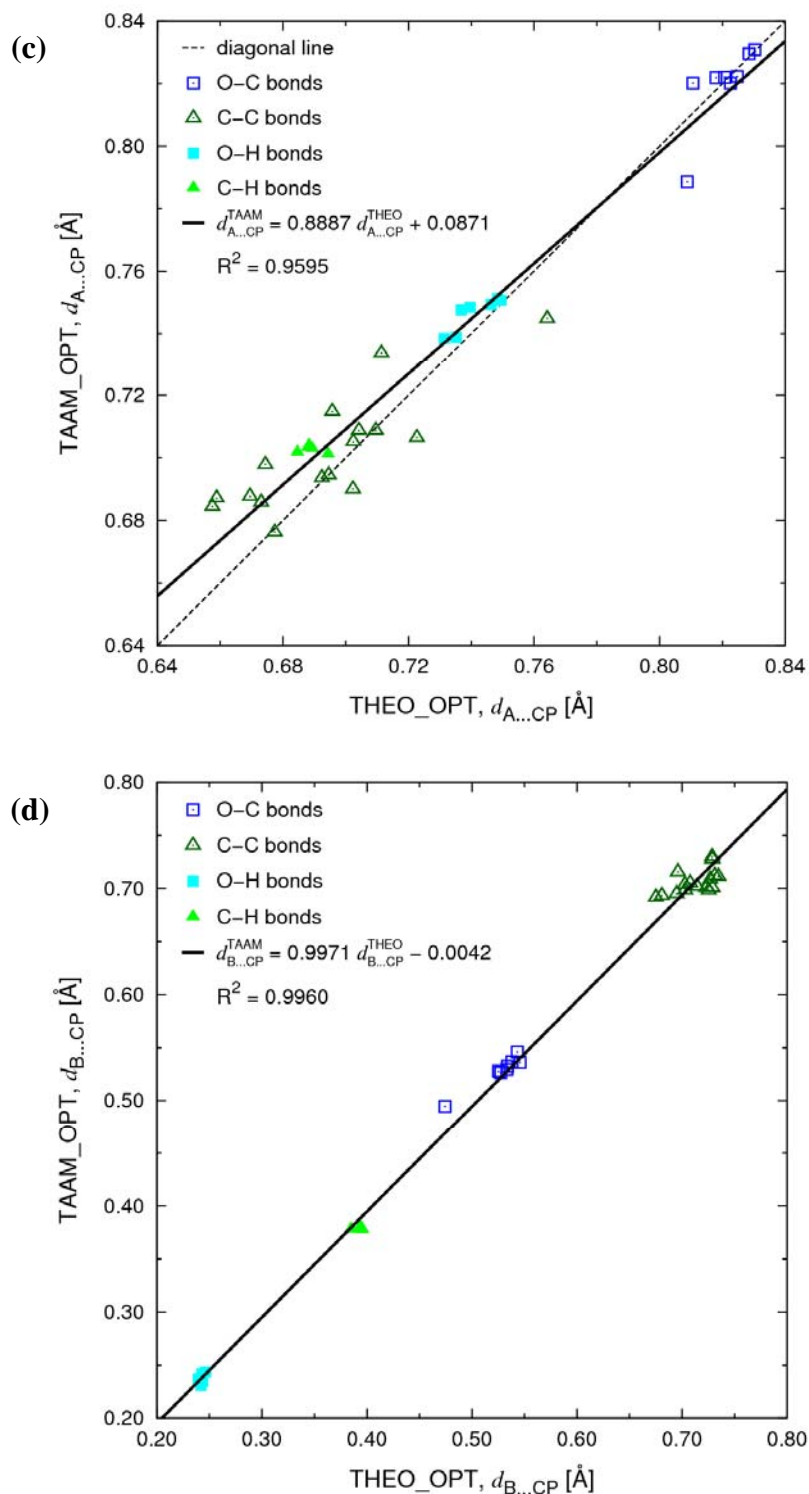 (c)
0.84
0.80
0.76
0.72
0.68
0.64
TAAM_OPT, d_A...CP [Å]
diagonal line
O–C bonds
C–C bonds
O–H bonds
C–H bonds
d_A...CP^TAAM = 0.8887 d_A...CP^THEO + 0.0871
R² = 0.9595
0.64 0.68 0.72 0.76 0.80 0.84
THEO_OPT, d_A...CP [Å]
(d)
0.80
0.70
0.60
0.50
0.40
0.30
0.20
TAAM_OPT, d_B...CP [Å]
O–C bonds
C–C bonds
O–H bonds
C–H bonds
d_B...CP^TAAM = 0.9971 d_B...CP^THEO – 0.0042
R² = 0.9960
0.20 0.30 0.40 0.50 0.60 0.70 0.80
THEO_OPT, d_B...CP [Å]